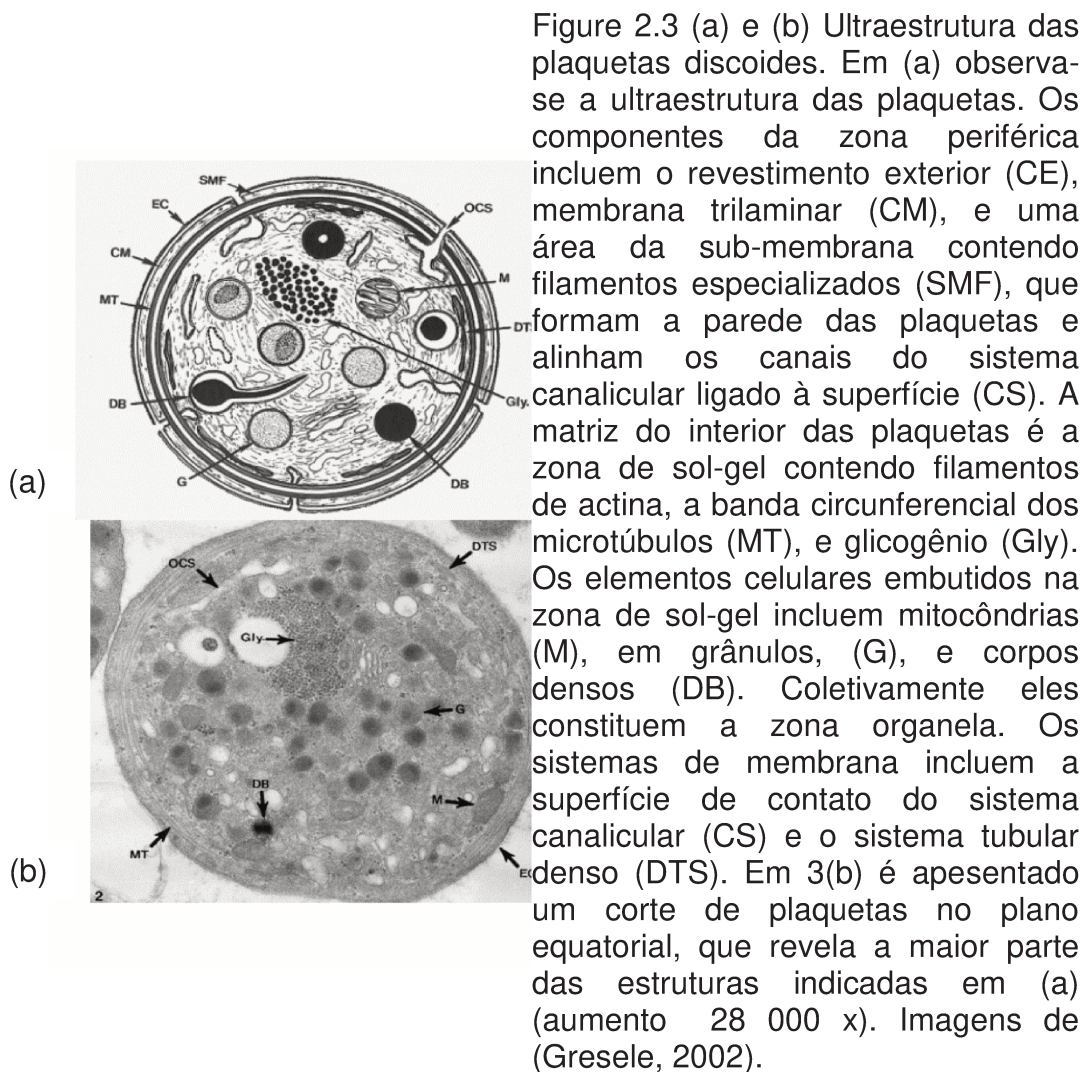 Figure 2.3 (a) e (b) Ultraestrutura das
plaquetas discoides. Em (a) observa-
se a ultraestrutura das plaquetas. Os
componentes da zona periférica
incluem o revestimento exterior (CE),
membrana trilaminar (CM), e uma
área da sub-membrana contendo
filamentos especializados (SMF), que
formam a parede das plaquetas e
alinham os canais do sistema
canalicular ligado à superfície (CS). A
matriz do interior das plaquetas é a
zona de sol-gel contendo filamentos
de actina, a banda circunferencial dos
microtúbulos (MT), e glicogênio (Gly).
Os elementos celulares embutidos na
zona de sol-gel incluem mitocôndrias
(M), em grânulos, (G), e corpos
densos (DB). Coletivamente eles
constituem a zona organela. Os
sistemas de membrana incluem a
superfície de contato do sistema
canalicular (CS) e o sistema tubular
denso (DTS). Em 3(b) é apesentado
um corte de plaquetas no plano
equatorial, que revela a maior parte
das estruturas indicadas em (a)
(aumento 28 000 x). Imagens de
(Gresele, 2002).
SMF
EC
OCS
CM
M
MT
DT
DB
Gly.
G
DB
(a)
DTS
OCS
Gly
G
DB
M
MT
EC
2
(b)